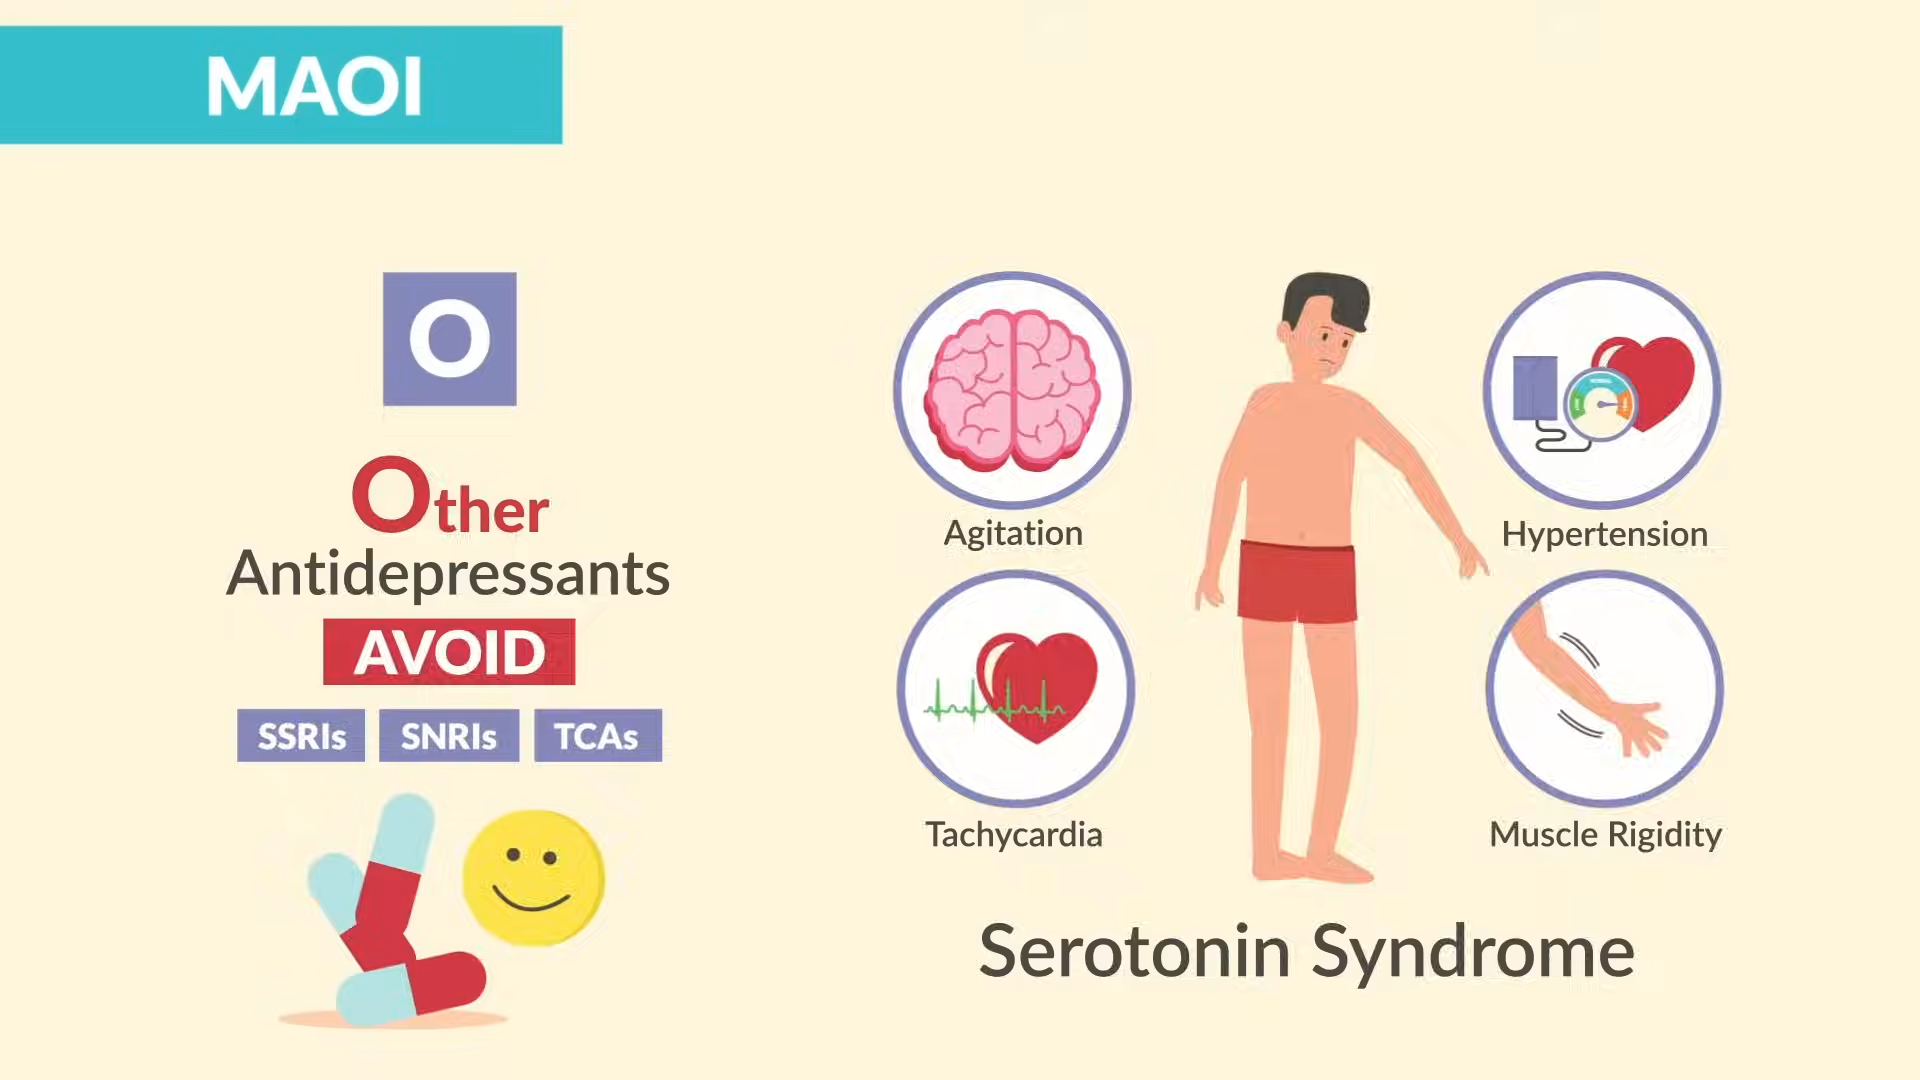 MAOI
O
Other
Antidepressants
AVOID
SSRIs SNRIs TCAs
Agitation
Hypertension
Tachycardia
Muscle Rigidity
Serotonin Syndrome